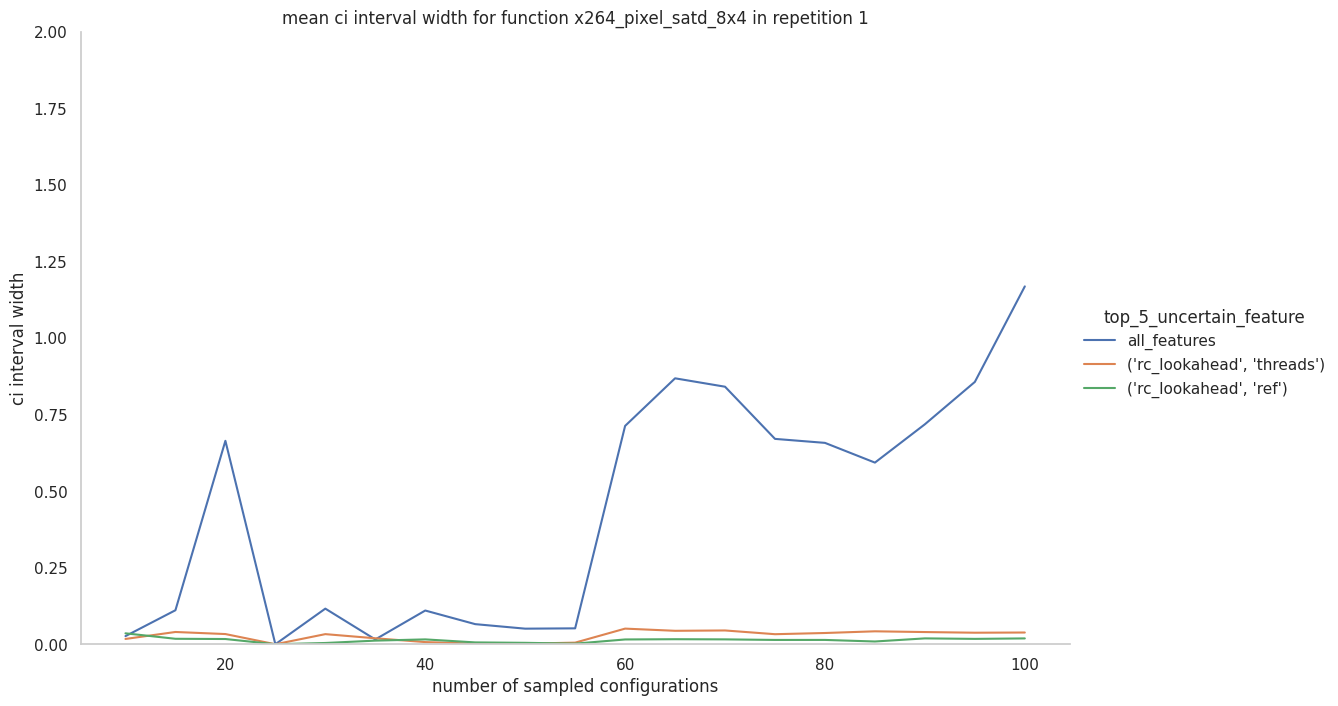 mean ci interval width for function x264_pixel_satd_8x4 in repetition 1
2.00
1.75
1.50
1.25
1.00
0.75
0.50
0.25
0.00
ci interval width
20
40
60
80
100
number of sampled configurations
top_5_uncertain_feature
all_features
('rc_lookahead', 'threads')
('rc_lookahead', 'ref')